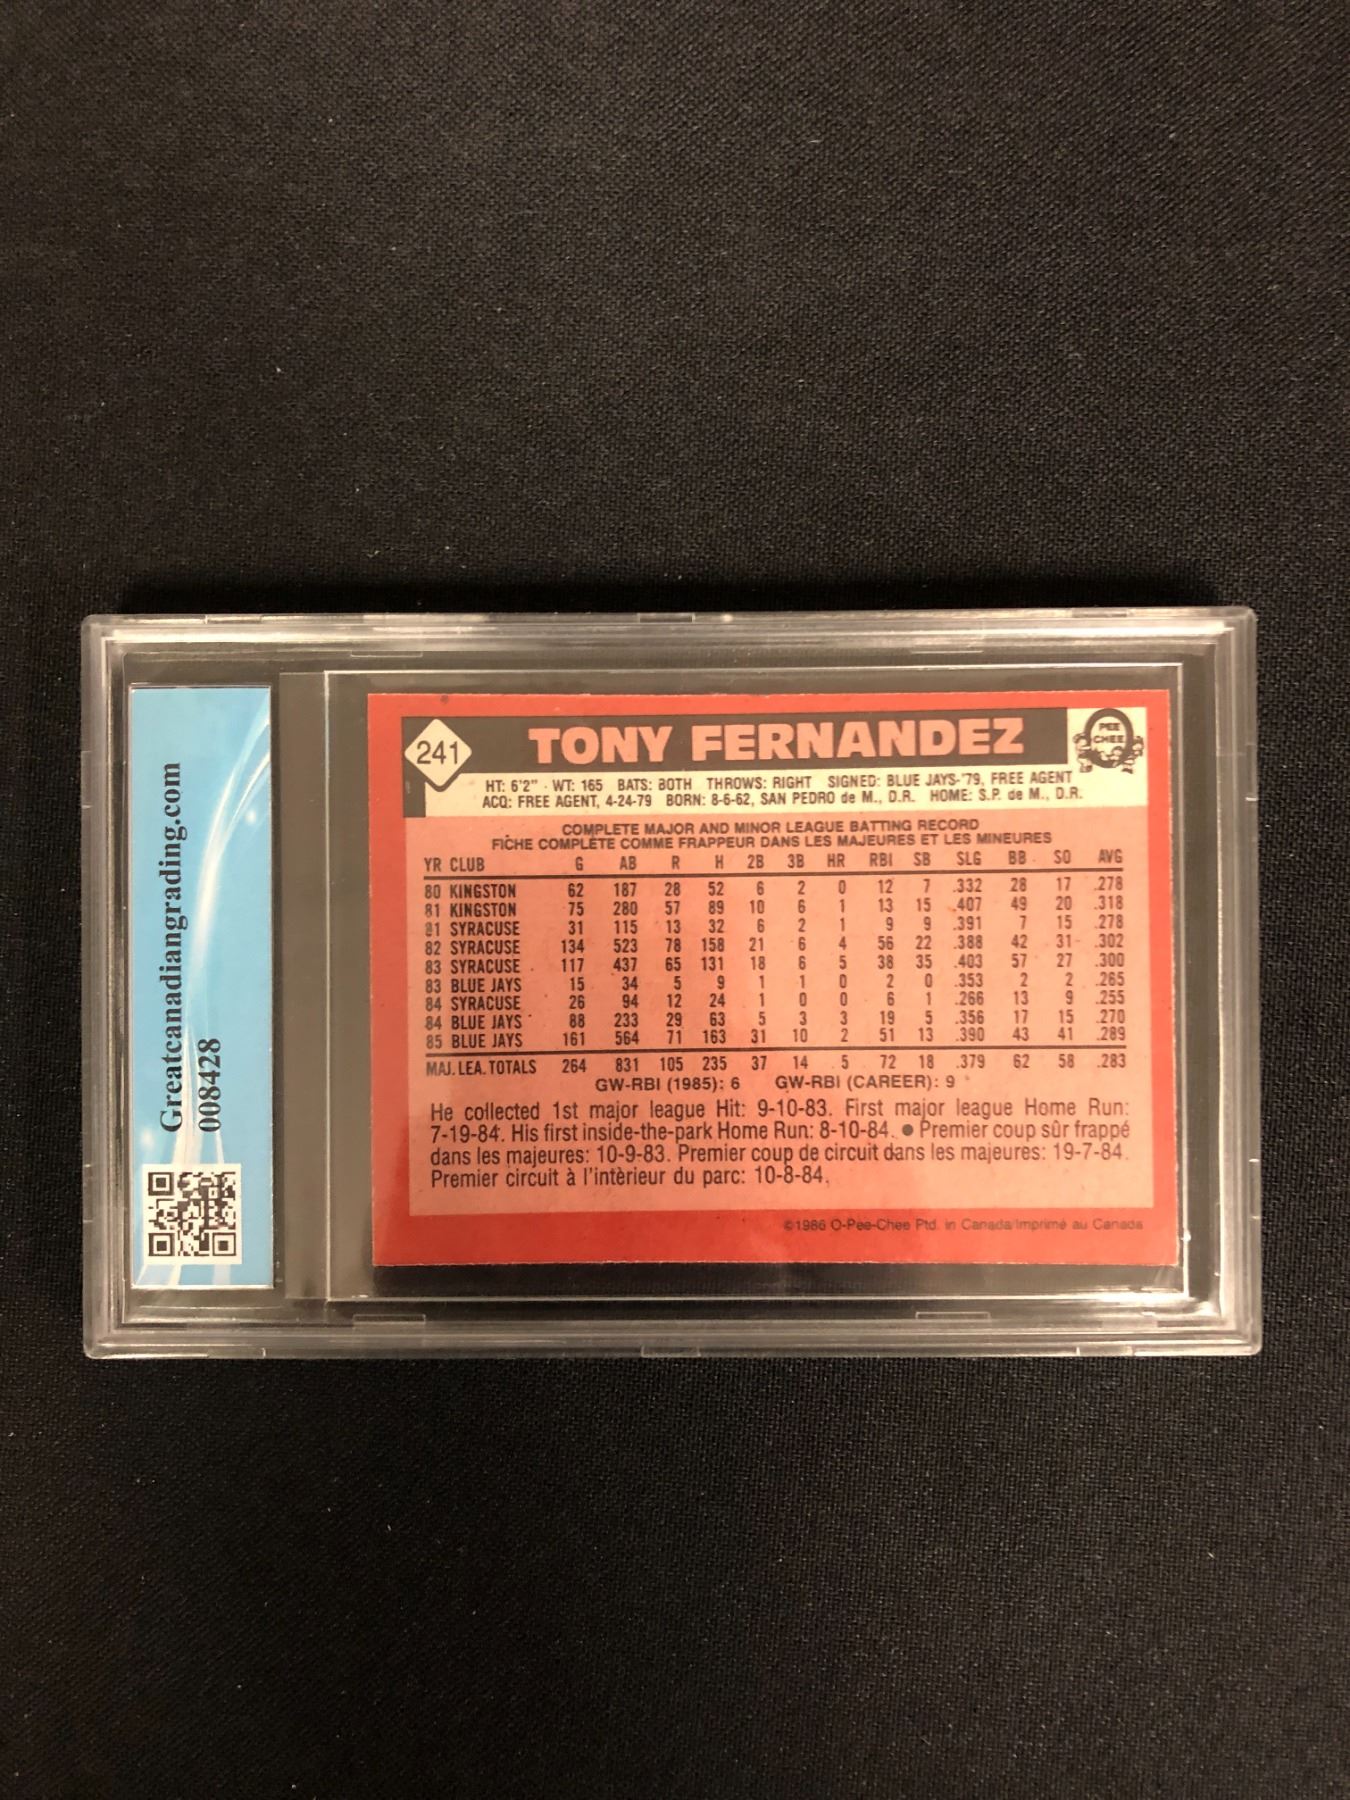 Greatcanadiangrading.com
008428
241 TONY FERNANDEZ
PEE
CHEE
HT: 6'2" · WT: 165 BATS: BOTH THROWS: RIGHT SIGNED: BLUE JAYS-'79, FREE AGENT
ACQ: FREE AGENT, 4-24-79 BORN: 8-6-62, SAN PEDRO de M., D.R. HOME: S.P. de M., D.R.
COMPLETE MAJOR AND MINOR LEAGUE BATTING RECORD
FICHE COMPLÈTE COMME FRAPPEUR DANS LES MAJEURES ET LES MINEURES
YR CLUB G AB R H 2B 3B HR RBI SB SLG BB SO AVG
80 KINGSTON 62 187 28 52 6 2 0 12 7 .332 28 17 .278
81 KINGSTON 75 280 57 89 10 6 1 13 15 .407 49 20 .318
81 SYRACUSE 31 115 13 32 6 2 1 9 9 .391 7 15 .278
82 SYRACUSE 134 523 78 158 21 6 4 56 22 .388 42 31 .302
83 SYRACUSE 117 437 65 131 18 6 5 38 35 .403 57 27 .300
83 BLUE JAYS 15 34 5 9 1 1 0 2 0 .353 2 2 .265
84 SYRACUSE 26 94 12 24 1 0 0 6 1 .266 13 9 .255
84 BLUE JAYS 88 233 29 63 5 3 3 19 5 .356 17 15 .270
85 BLUE JAYS 161 564 71 163 31 10 2 51 13 .390 43 41 .289
MAJ. LEA. TOTALS 264 831 105 235 37 14 5 72 18 .379 62 58 .283
GW-RBI (1985): 6 GW-RBI (CAREER): 9
He collected 1st major league Hit: 9-10-83. First major league Home Run:
7-19-84. His first inside-the-park Home Run: 8-10-84. ● Premier coup sûr frappé
dans les majeures: 10-9-83. Premier coup de circuit dans les majeures: 19-7-84.
Premier circuit à l'intèrieur du parc: 10-8-84.
©1986 O-Pee-Chee Ptd. in Canada/Imprimé au Canada